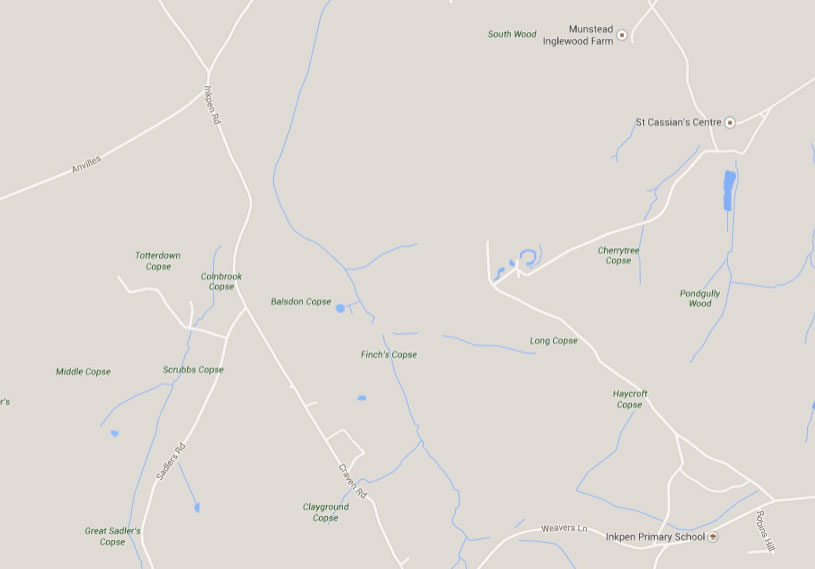 South Wood
Munstead
Inglewood Farm
Inkpen Rd
St Cassian's Centre
Anvilles
Totterdown
Copse
Colnbrook
Copse
Cherrytree
Copse
Balsdon Copse
Pondgully
Wood
Long Copse
Finch's Copse
Middle Copse
Scrubbs Copse
Haycroft
Copse
r's
Sadlers Rd
Craven Rd
Clayground
Copse
Great Sadler's
Copse
Weavers Ln
Inkpen Primary School
Robins Hill